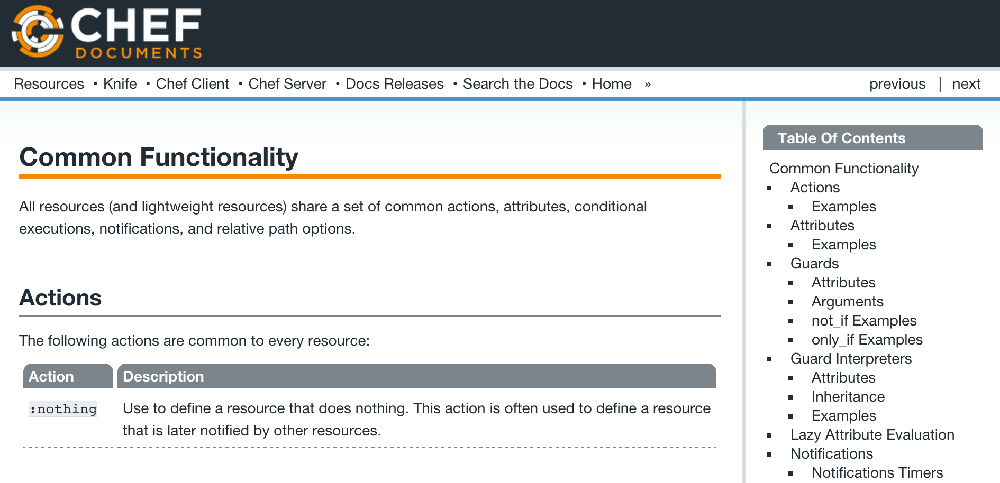 CHEF
DOCUMENTS
Resources • Knife • Chef Client • Chef Server • Docs Releases • Search the Docs • Home »
previous | next
Common Functionality
All resources (and lightweight resources) share a set of common actions, attributes, conditional
executions, notifications, and relative path options.
Actions
The following actions are common to every resource:
Action Description
:nothing Use to define a resource that does nothing. This action is often used to define a resource
that is later notified by other resources.
Table Of Contents
Common Functionality
▪ Actions
▪ Examples
▪ Attributes
▪ Examples
▪ Guards
▪ Attributes
▪ Arguments
▪ not_if Examples
▪ only_if Examples
▪ Guard Interpreters
▪ Attributes
▪ Inheritance
▪ Examples
▪ Lazy Attribute Evaluation
▪ Notifications
▪ Notifications Timers